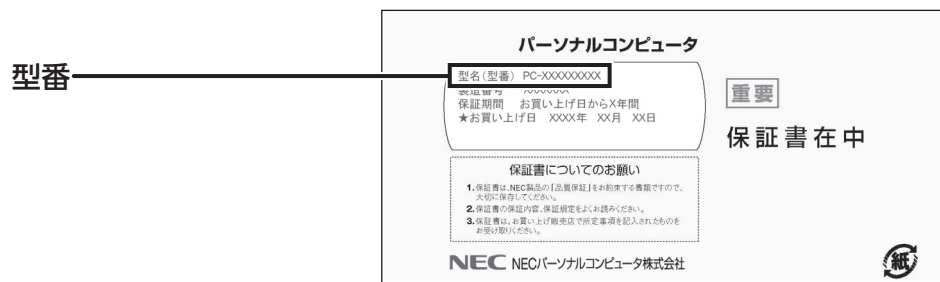 型番
パーソナルコンピュータ
型名(型番) PC-XXXXXXXXX
製造番号 XXXXXXX
保証期間 お買い上げ日からX年間
★お買い上げ日 XXXX年 XX月 XX日
重要
保証書在中
保証書についてのお願い
1.保証書は、NEC製品の「品質保証」をお約束する書類ですので、
大切に保存してください。
2.保証書の保証内容、保証規定をよくお読みください。
3.保証書は、お買い上げ販売店で所定事項を記入されたものを
お受け取りください。
NEC NECパーソナルコンピュータ株式会社
紙